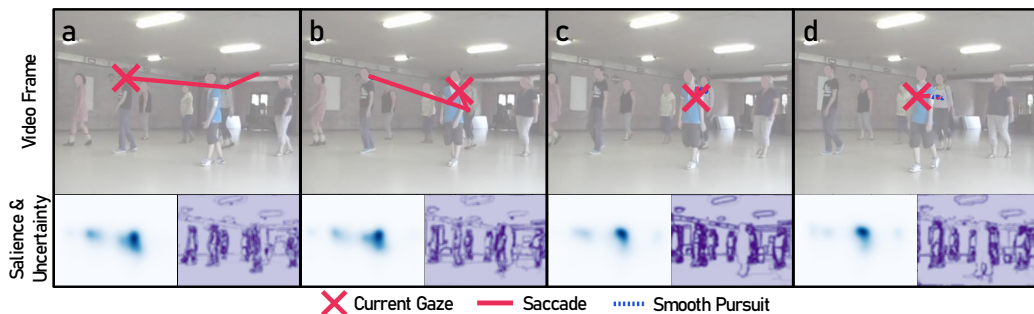 a
b
c
d
Video Frame
Salience &
Uncertainty
Current Gaze
Saccade
Smooth Pursuit